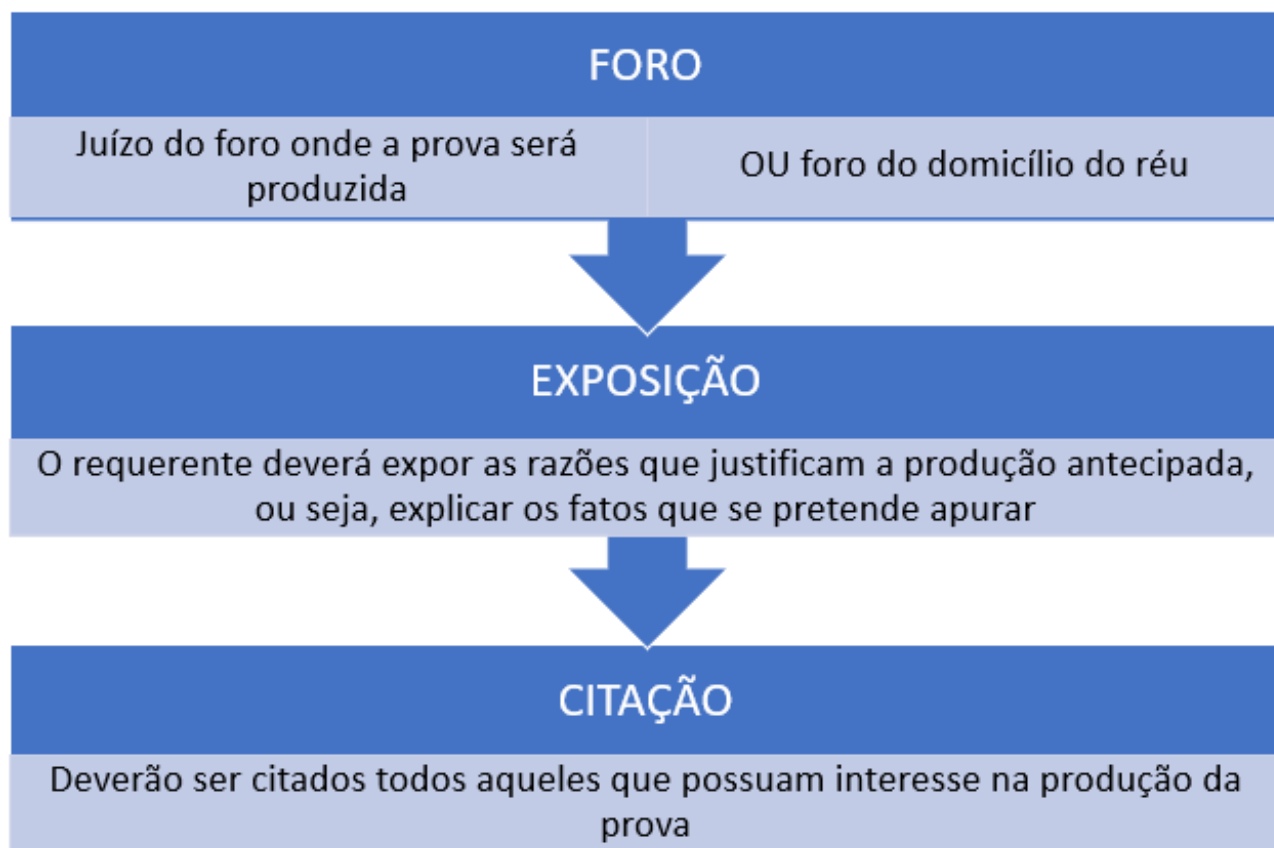 FORO
Juízo do foro onde a prova será
produzida
OU foro do domicílio do réu
EXPOSIÇÃO
O requerente deverá expor as razões que justificam a produção antecipada,
ou seja, explicar os fatos que se pretende apurar
CITAÇÃO
Deverão ser citados todos aqueles que possuam interesse na produção da
prova